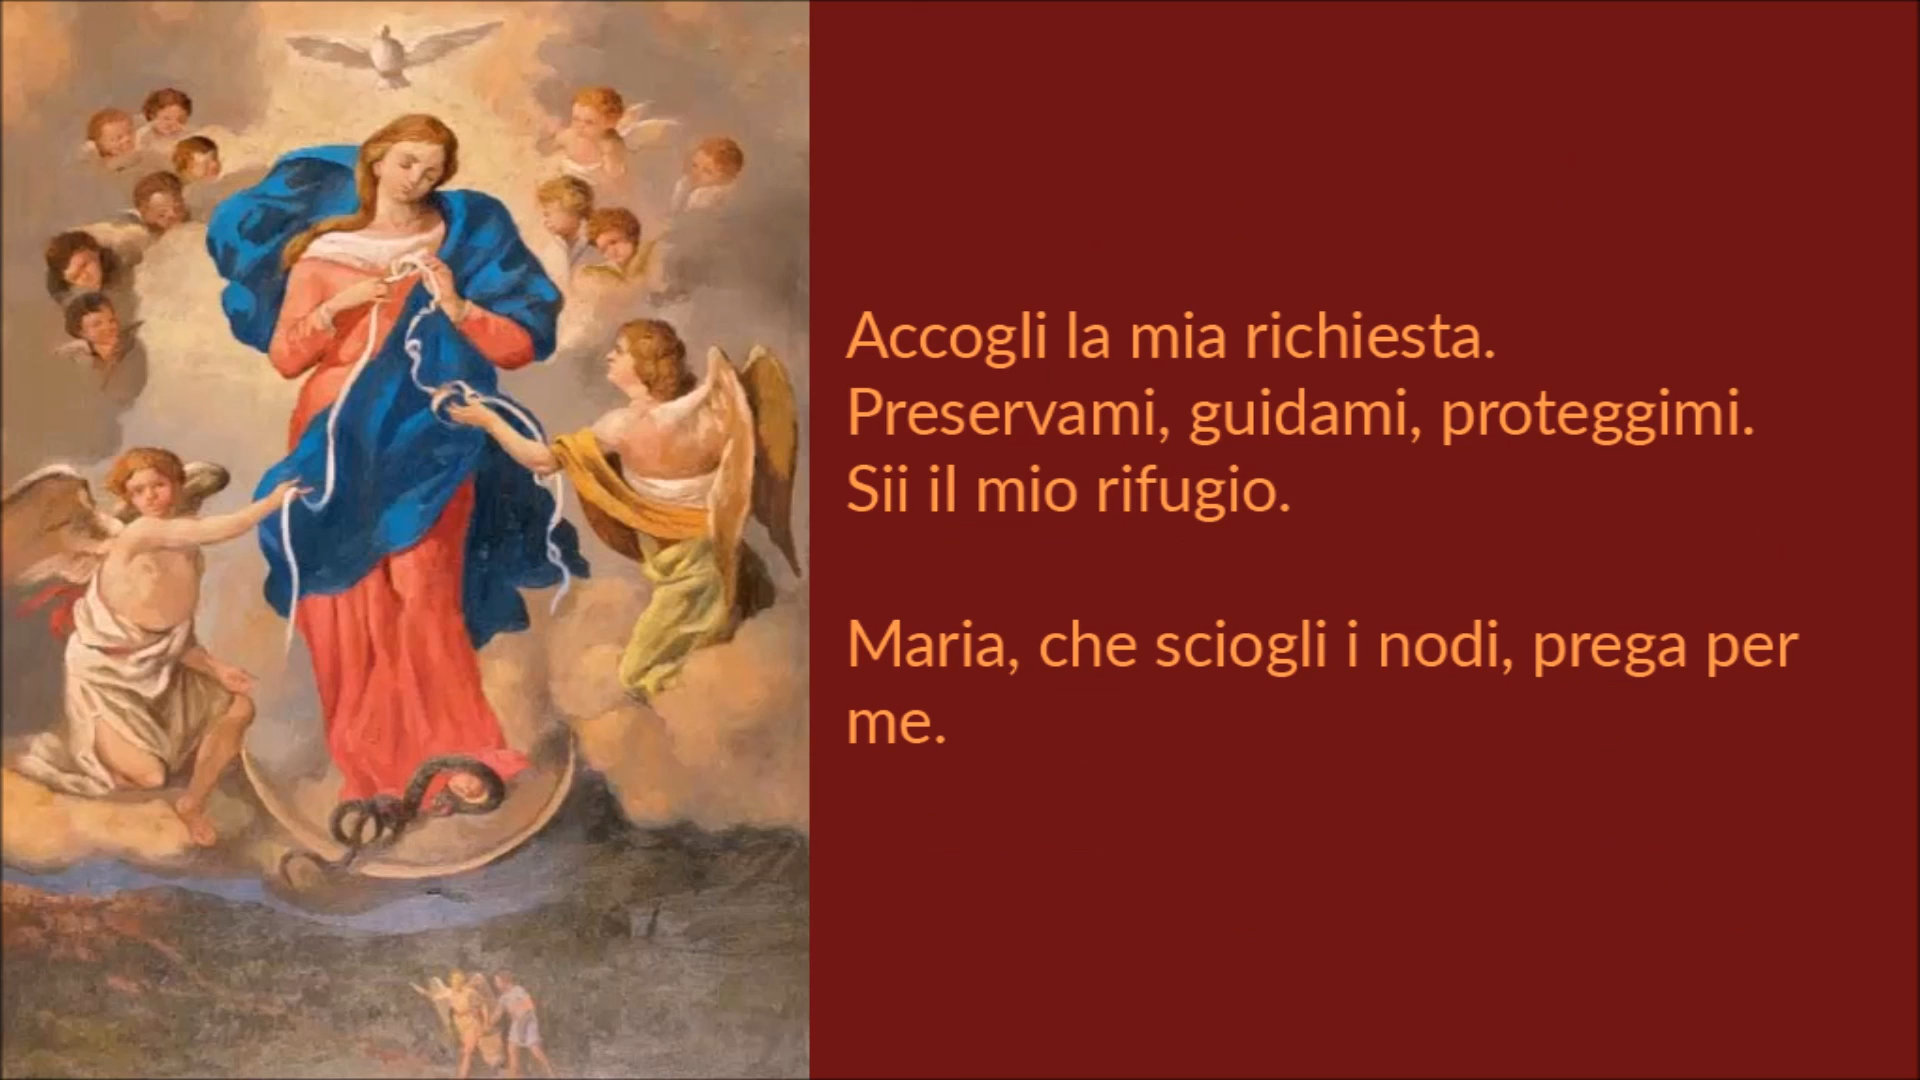 Accogli la mia richiesta.
Preservami, guidami, proteggimi.
Sii il mio rifugio.
Maria, che sciogli i nodi, prega per
me.